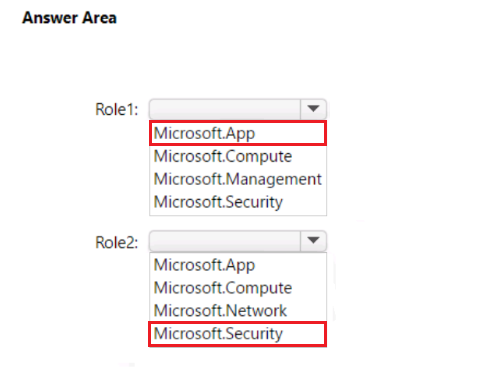 Answer Area
Role1:
Microsoft.App
Microsoft.Compute
Microsoft.Management
Microsoft.Security
Role2:
Microsoft.App
Microsoft.Compute
Microsoft.Network
Microsoft.Security